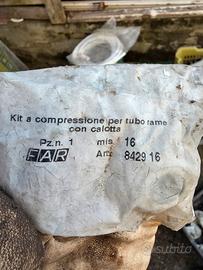 Kit a compressione per tubo rame
con calotta
Pz. n. 1 mis. 16
FAR Art. 8429 16
subito